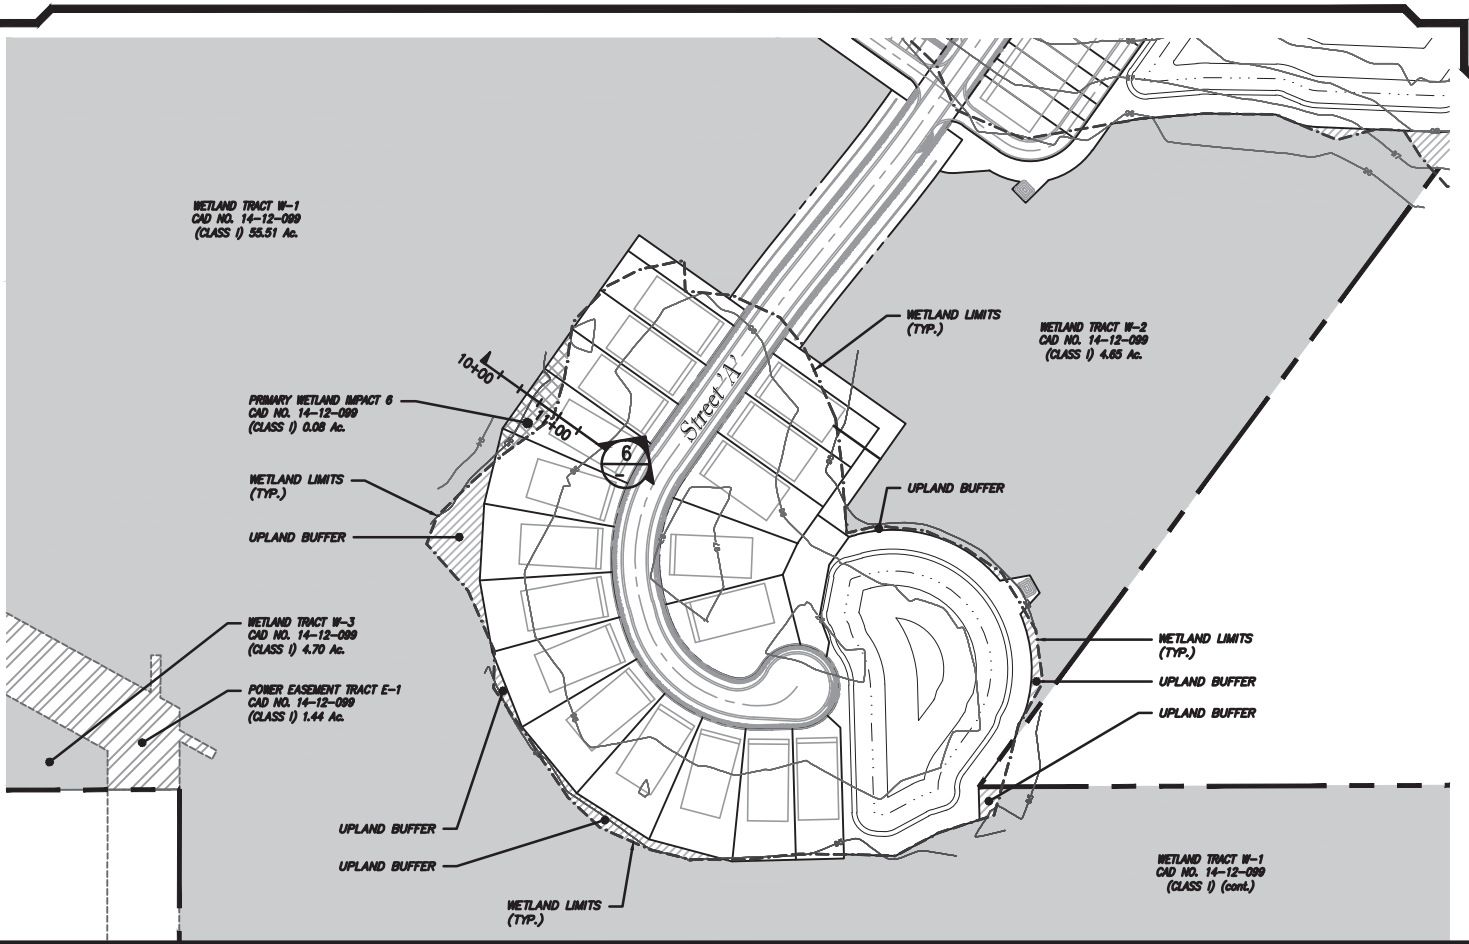 WETLAND TRACT W-1
CAD NO. 14-12-099
(CLASS I) 55.51 Ac.
WETLAND LIMITS
(TYP.)
WETLAND TRACT W-2
CAD NO. 14-12-099
(CLASS I) 4.65 Ac.
10+00
11+00
Street 'A'
6
-
PRIMARY WETLAND IMPACT 6
CAD NO. 14-12-099
(CLASS I) 0.08 Ac.
WETLAND LIMITS
(TYP.)
UPLAND BUFFER
UPLAND BUFFER
WETLAND TRACT W-3
CAD NO. 14-12-099
(CLASS I) 4.70 Ac.
WETLAND LIMITS
(TYP.)
UPLAND BUFFER
POWER EASEMENT TRACT E-1
CAD NO. 14-12-099
(CLASS I) 1.44 Ac.
UPLAND BUFFER
UPLAND BUFFER
UPLAND BUFFER
WETLAND TRACT W-1
CAD NO. 14-12-099
(CLASS I) (cont.)
WETLAND LIMITS
(TYP.)